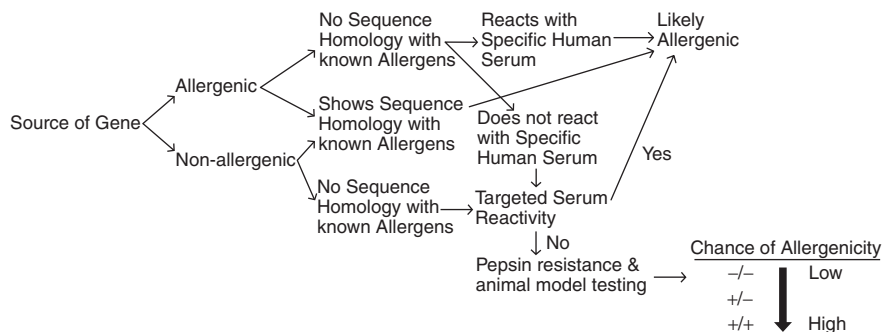 No Sequence
Homology with
known Allergens
Reacts with
Specific Human
Serum
Likely
Allergenic
Allergenic
Shows Sequence
Homology with
known Allergens
Source of Gene
Does not react
with Specific
Human Serum
Non-allergenic
Yes
No Sequence
Homology with
known Allergens
Targeted Serum
Reactivity
No
Pepsin resistance &
animal model testing
Chance of Allergenicity
–/– Low
+/–
+/+ High